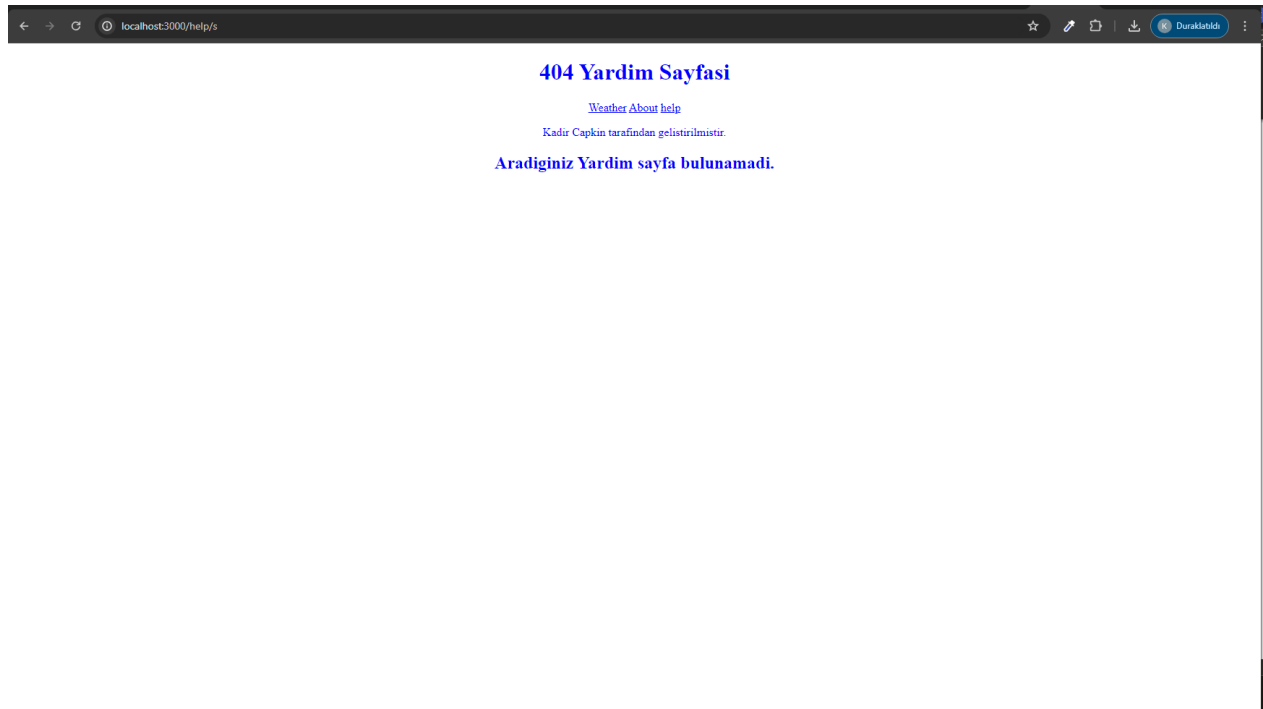 localhost:3000/help/s
K Duraklatıldı
404 Yardim Sayfasi
Weather About help
Kadir Capkin tarafindan gelistirilmistir.
Aradiginiz Yardim sayfa bulunamadi.